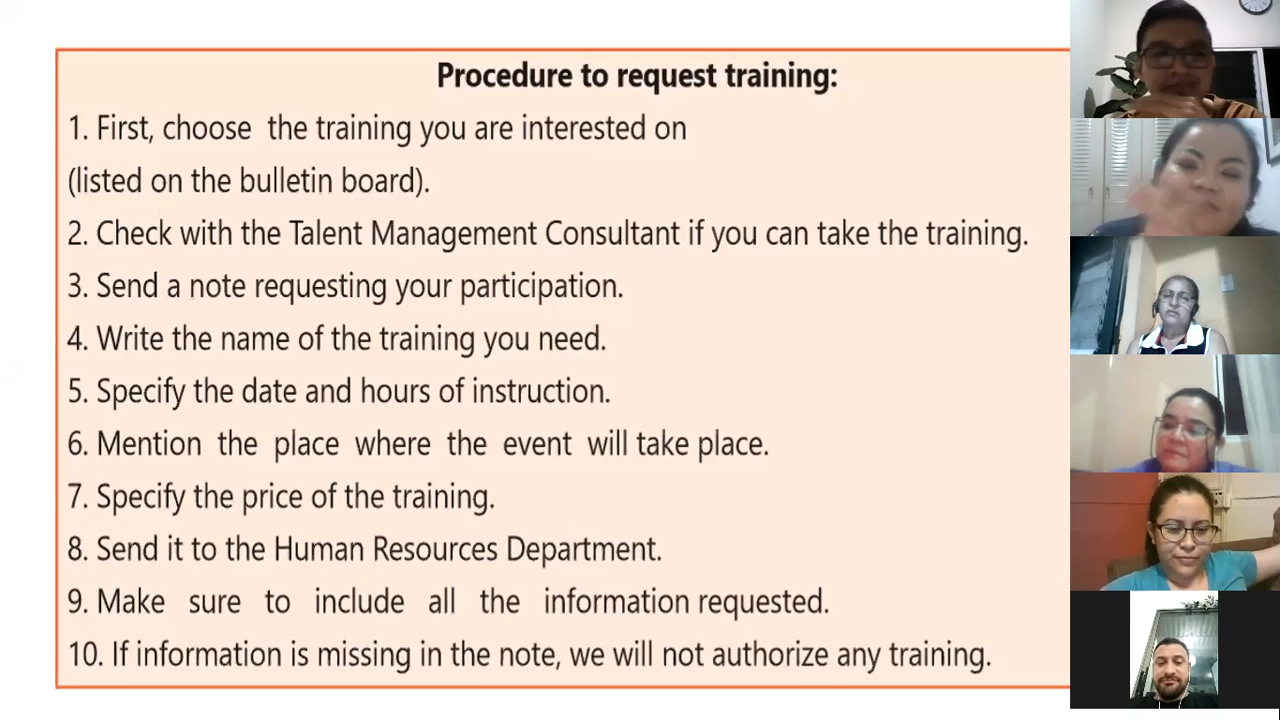 Procedure to request training:
1. First, choose the training you are interested on
(listed on the bulletin board).
2. Check with the Talent Management Consultant if you can take the training.
3. Send a note requesting your participation.
4. Write the name of the training you need.
5. Specify the date and hours of instruction.
6. Mention the place where the event will take place.
7. Specify the price of the training.
8. Send it to the Human Resources Department.
9. Make sure to include all the information requested.
10. If information is missing in the note, we will not authorize any training.